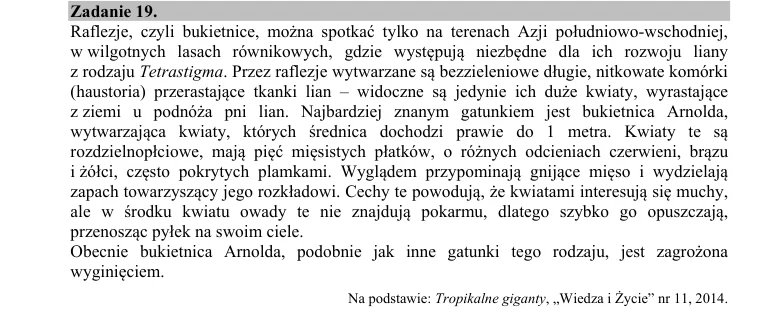 Zadanie 19.
Raflezje, czyli bukietnice, można spotkać tylko na terenach Azji południowo-wschodniej,
w wilgotnych lasach równikowych, gdzie występują niezbędne dla ich rozwoju liany
z rodzaju Tetrastigma. Przez raflezje wytwarzane są bezzieleniowe długie, nitkowate komórki
(haustoria) przerastające tkanki lian – widoczne są jedynie ich duże kwiaty, wyrastające
z ziemi u podnóża pni lian. Najbardziej znanym gatunkiem jest bukietnica Arnolda,
wytwarzająca kwiaty, których średnica dochodzi prawie do 1 metra. Kwiaty te są
rozdzielnopłciowe, mają pięć mięsistych płatków, o różnych odcieniach czerwieni, brązu
i żółci, często pokrytych plamkami. Wyglądem przypominają gnijące mięso i wydzielają
zapach towarzyszący jego rozkładowi. Cechy te powodują, że kwiatami interesują się muchy,
ale w środku kwiatu owady te nie znajdują pokarmu, dlatego szybko go opuszczają,
przenosząc pyłek na swoim ciele.
Obecnie bukietnica Arnolda, podobnie jak inne gatunki tego rodzaju, jest zagrożona
wyginięciem.
Na podstawie: Tropikalne giganty, „Wiedza i Życie” nr 11, 2014.